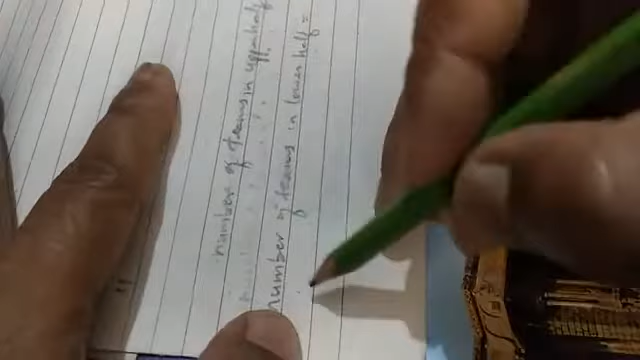 number of teams in upper half
number of teams in lower half =